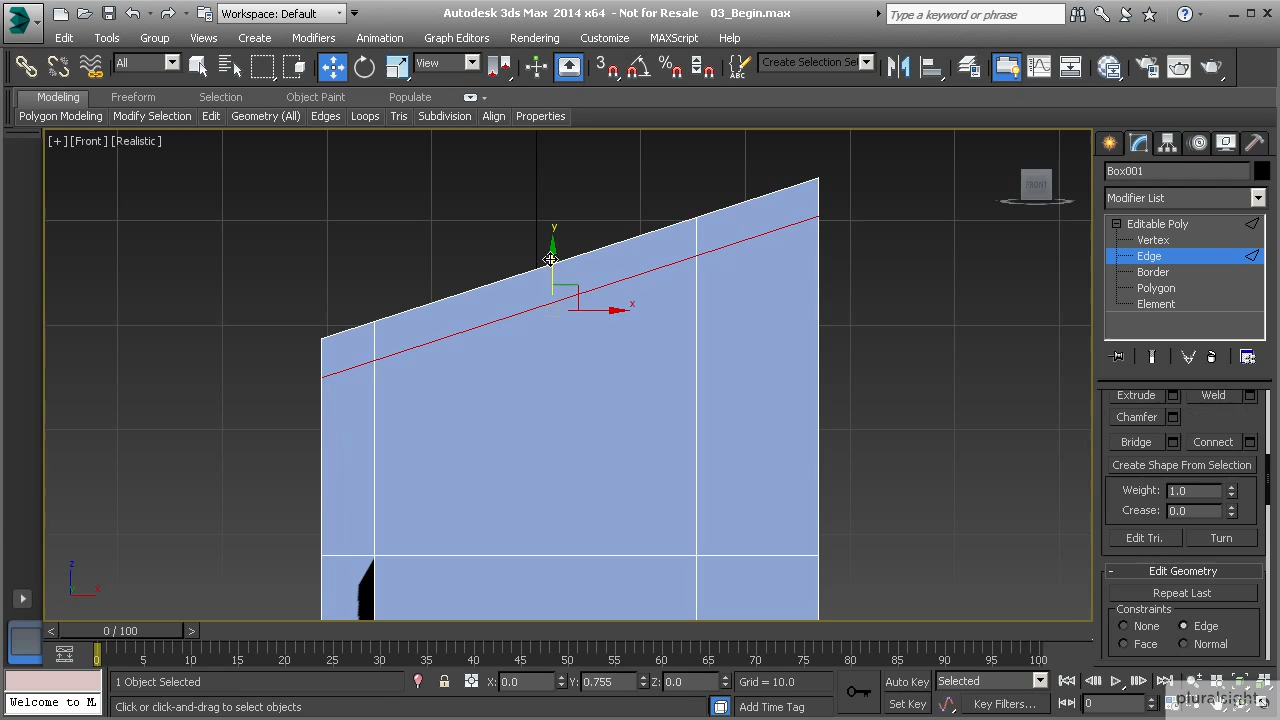 Workspace: Default
Autodesk 3ds Max 2014 x64 - Not for Resale 03_Begin.max
Type a keyword or phrase
Edit Tools Group Views Create Modifiers Animation Graph Editors Rendering Customize MAXScript Help
All
View
3
%
Create Selection Se
Modeling Freeform Selection Object Paint Populate
Polygon Modeling Modify Selection Edit Geometry (All) Edges Loops Tris Subdivision Align Properties
[+] [Front] [Realistic]
FRONT
Box001
Modifier List
Editable Poly
Vertex
Edge
Border
Polygon
Element
y
x
Extrude Weld
Chamfer
Bridge Connect
Create Shape From Selection
Weight: 1.0
Crease: 0.0
Edit Tri. Turn
- Edit Geometry
Repeat Last
Constraints
None Edge
Face Normal
z
x
< 0 / 100 >
0 5 10 15 20 25 30 35 40 45 50 55 60 65 70 75 80 85 90 95 100
1 Object Selected X: 0.0 Y: 0.755 Z: 0.0 Grid = 10.0 Auto Key Selected
Welcome to M Click or click-and-drag to select objects Add Time Tag Set Key Key Filters... 0
pluralsight